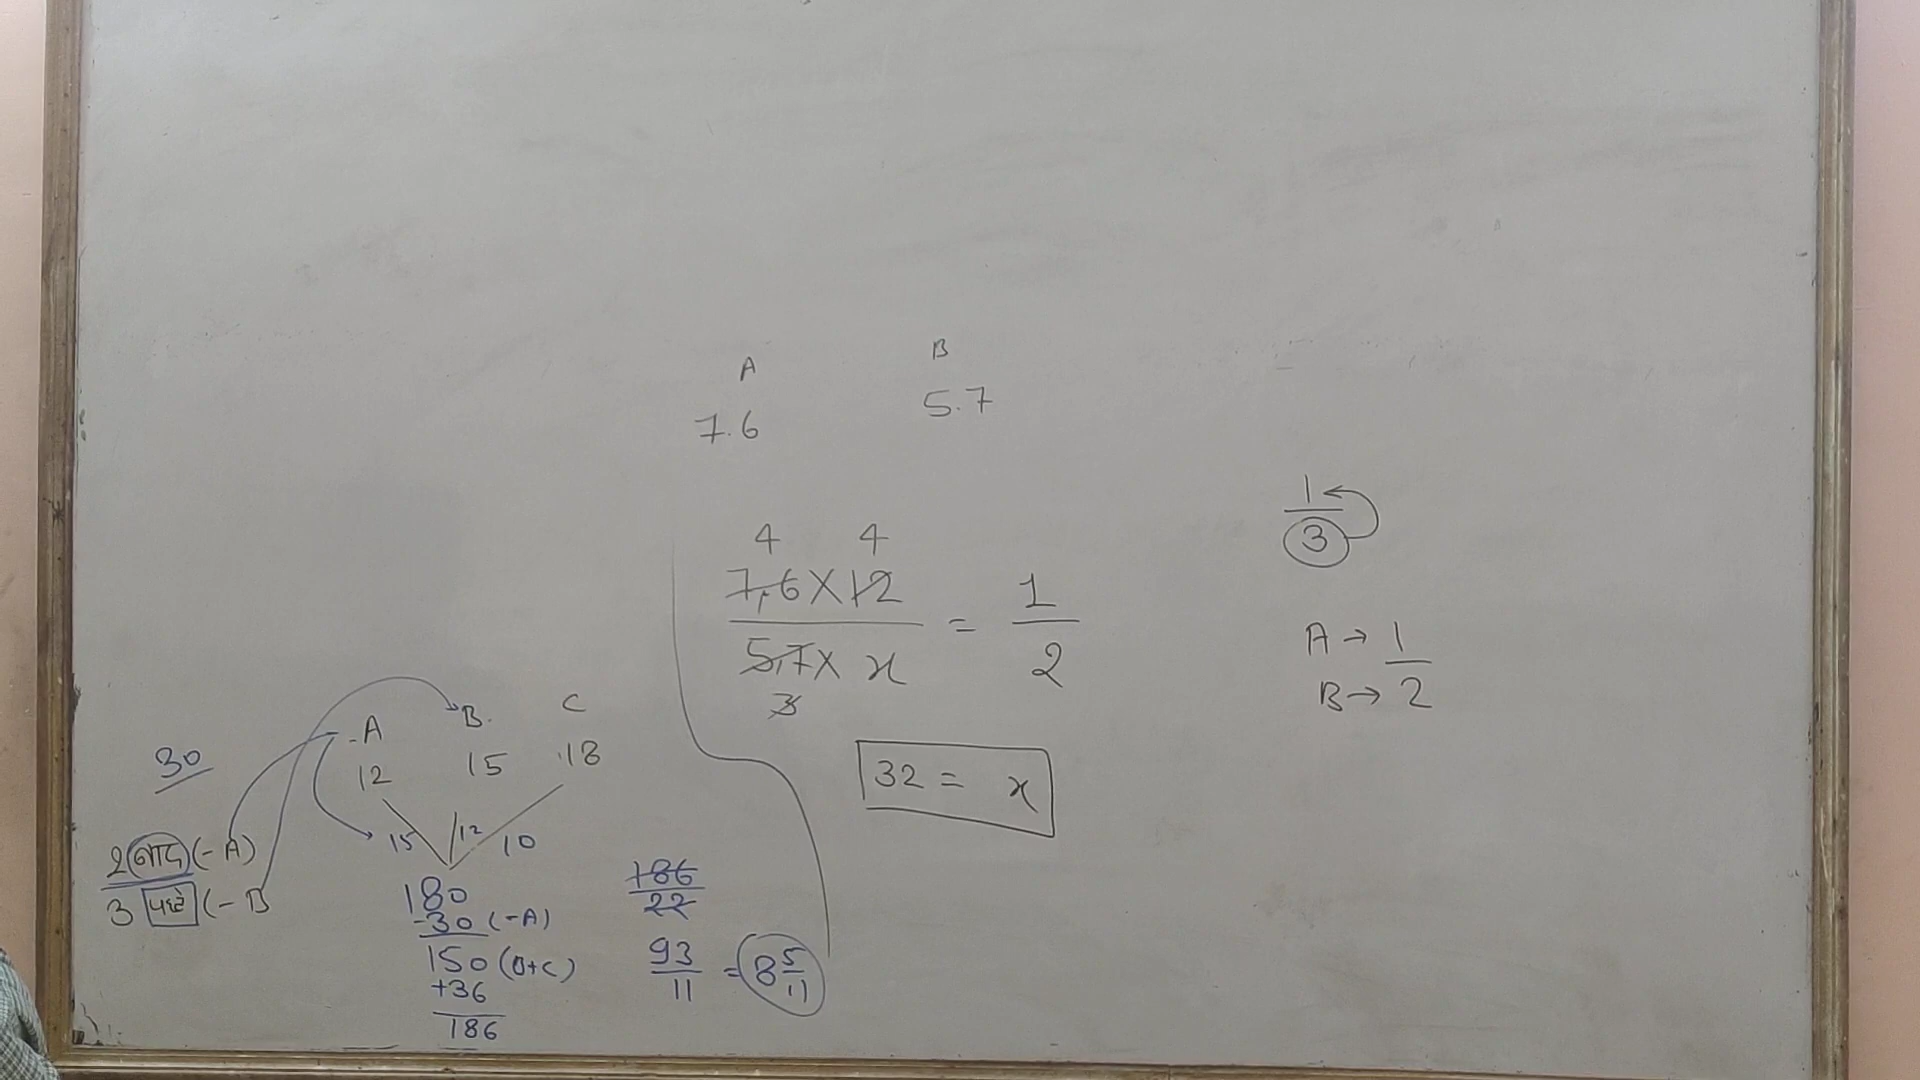 A B
7.6 5.7
4 4
7.6 X 12
5.7 X x
3
= 1
2
32 = x
1
3
A → 1
B → 2
30
A B. C
12 15 18
15 12 10
2 बाद (- A)
3 पहले (- B
180
-30 (-A)
150 (B+C)
+36
186
186
22
93
11
= 8 5
11